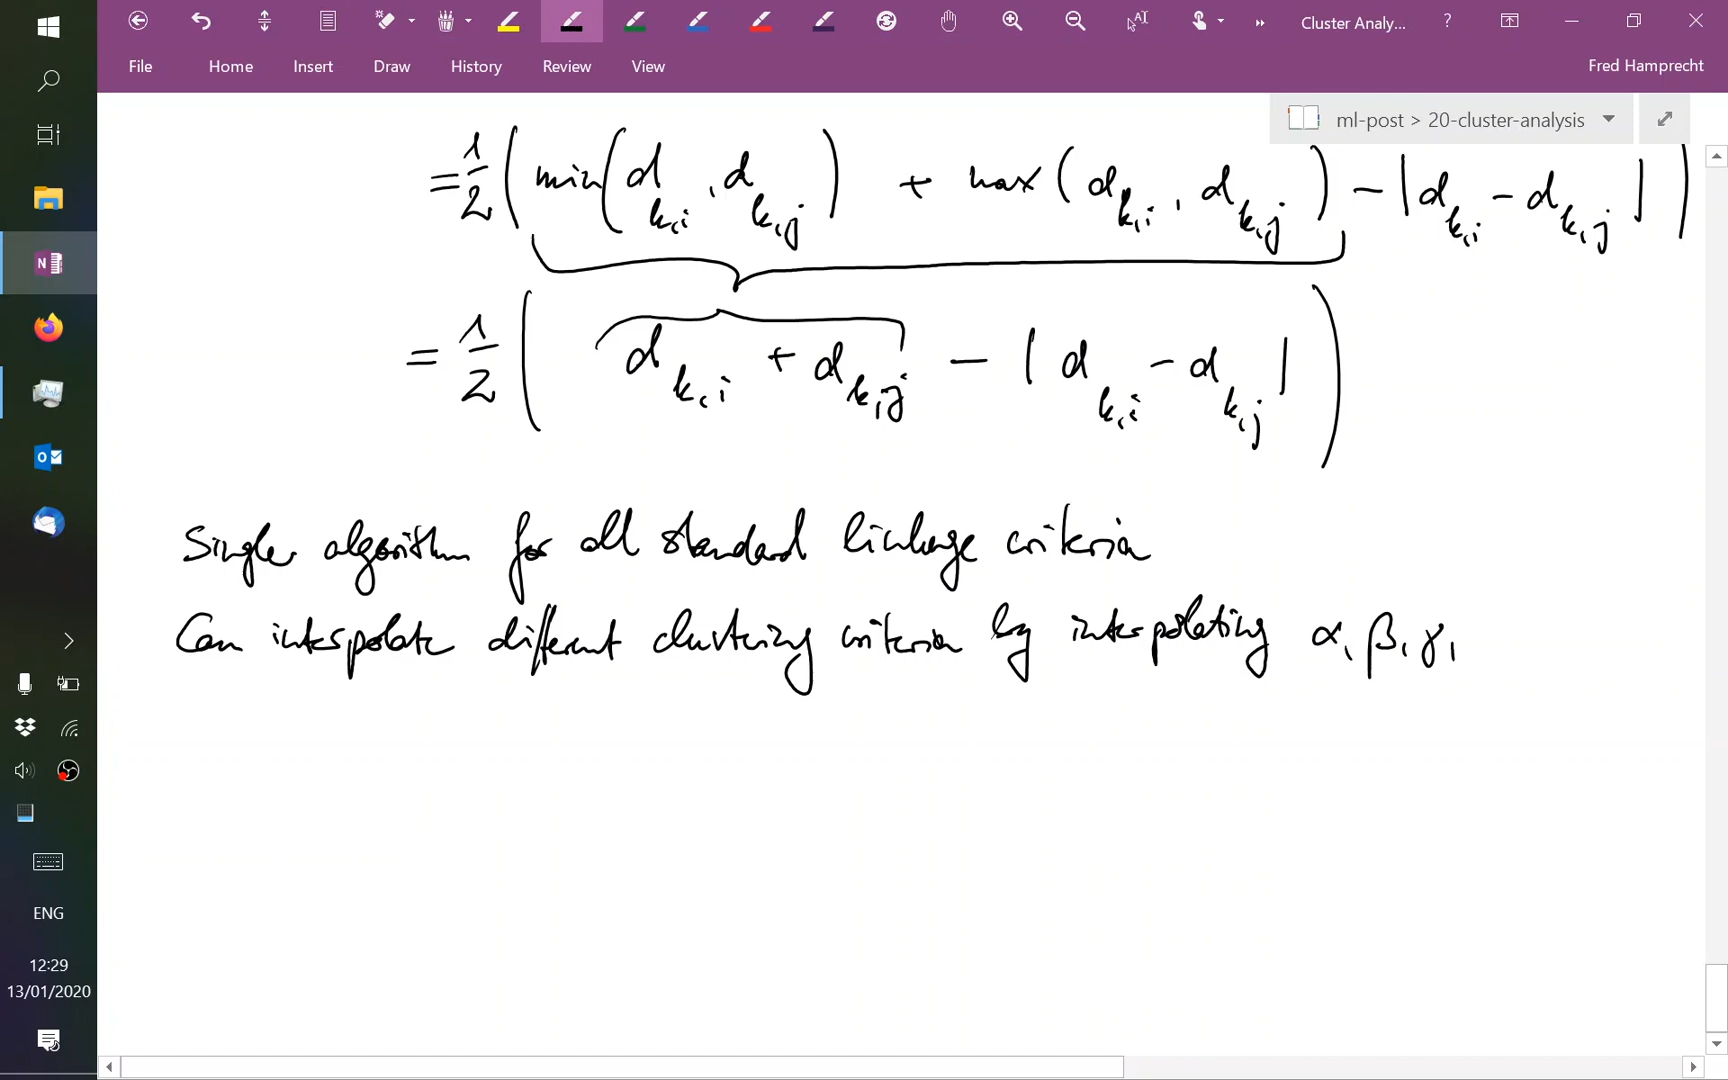 Cluster Analy...
?
File Home Insert Draw History Review View
Fred Hamprecht
ml-post > 20-cluster-analysis
= 1/2 ( min( d_{k,i} , d_{k,j} ) + max ( d_{k,i} , d_{k,j} ) - | d_{k,i} - d_{k,j} | )
= 1/2 ( d_{k,i} + d_{k,j} - | d_{k,i} - d_{k,j} | )
Single algorithm for all standard linkage criteria
Can interpolate different clustering criteria by interpolating α, β, γ,
ENG
12:29
13/01/2020